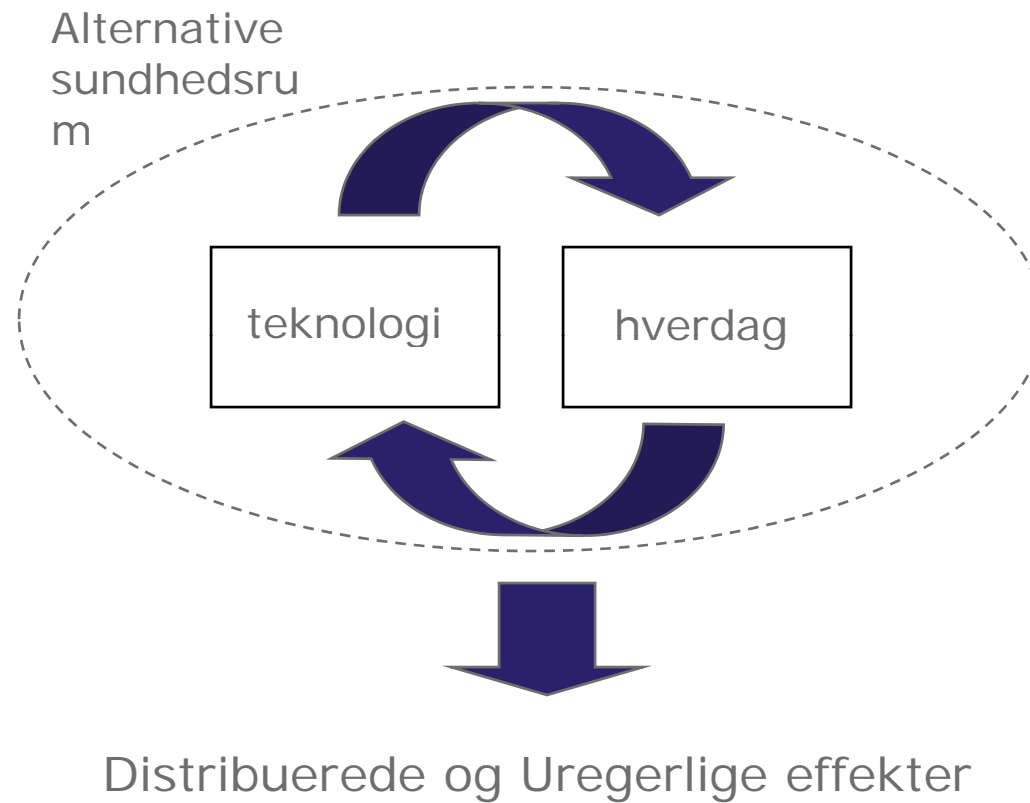 Alternative
sundhedsru
m
teknologi
hverdag
Distribuerede og Uregerlige effekter